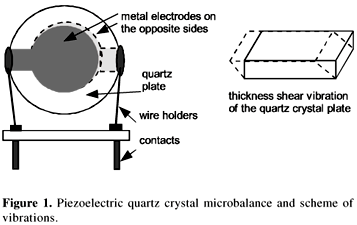 metal electrodes on
the opposite sides
quartz
plate
wire holders
contacts
thickness shear vibration
of the quartz crystal plate
Figure 1. Piezoelectric quartz crystal microbalance and scheme of
vibrations.